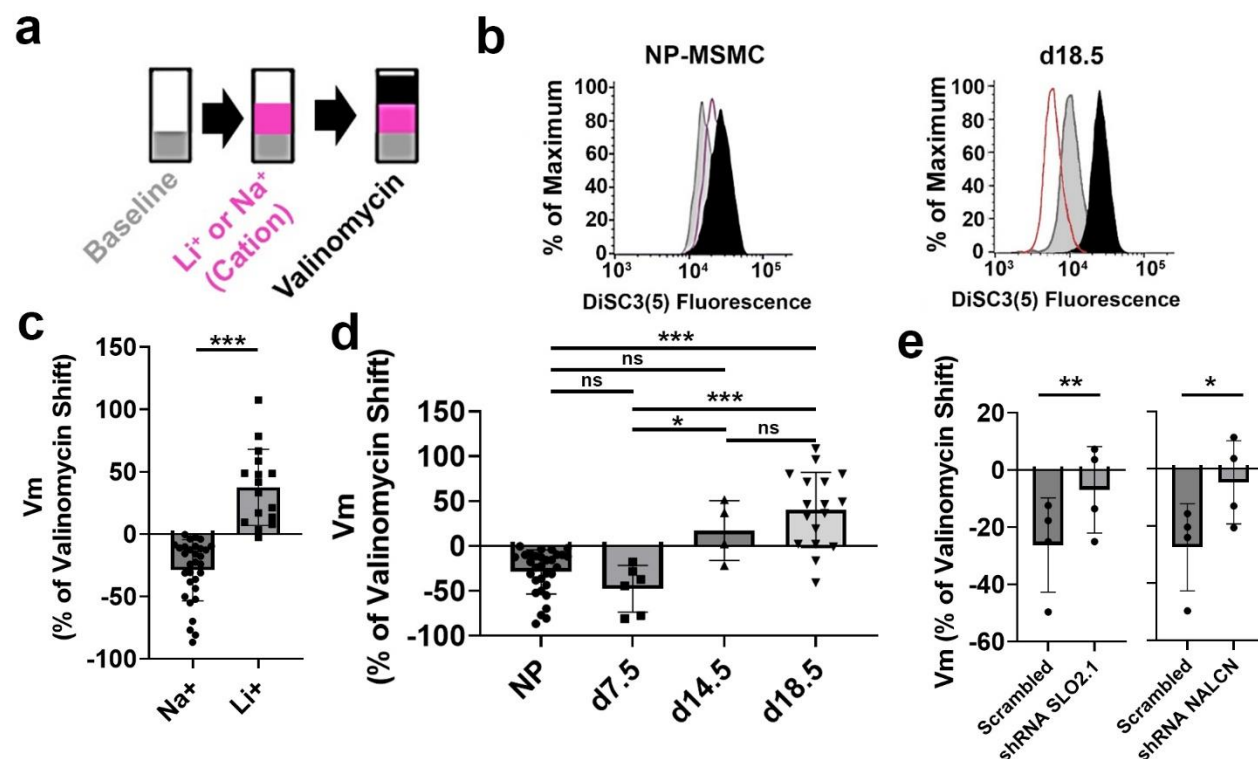 a
Baseline
Li+ or Na+
(Cation)
Valinomycin
b
NP-MSMC
% of Maximum
100
80
60
40
20
0
10³
10⁴
10⁵
DiSC3(5) Fluorescence
d18.5
% of Maximum
100
80
60
40
20
0
10³
10⁴
10⁵
DiSC3(5) Fluorescence
c
Vm
(% of Valinomycin Shift)
150
100
50
0
-50
-100
***
Na+
Li+
d
Vm
(% of Valinomycin Shift)
***
ns
ns
***
*
ns
150
100
50
0
-50
-100
NP
d7.5
d14.5
d18.5
e
Vm (% of Valinomycin Shift)
20
0
-20
-40
-60
**
*
Scrambled
shRNA SLO2.1
Scrambled
shRNA NALCN